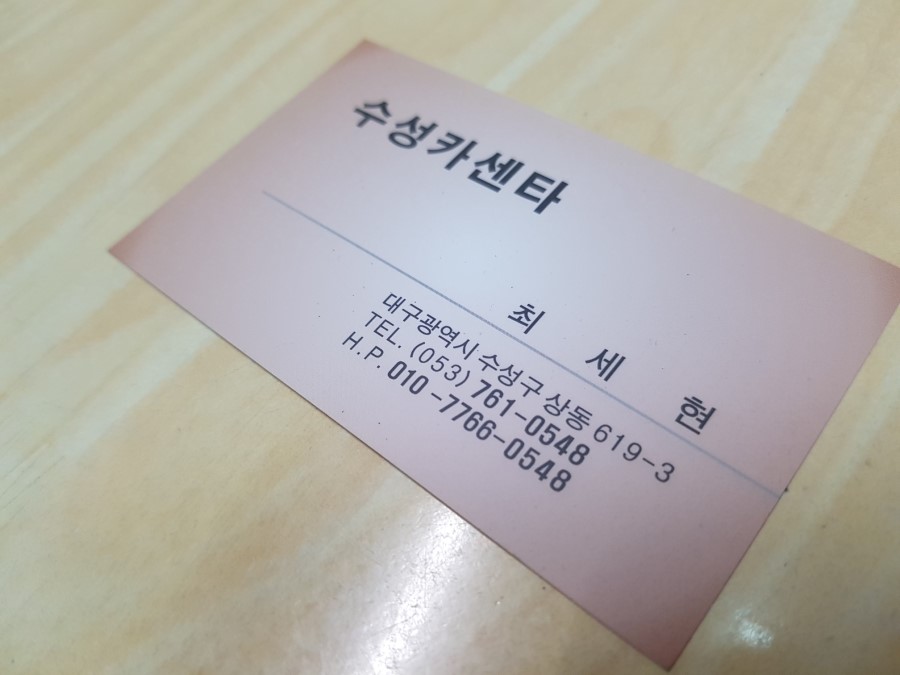 수성카센타
최 세 현
대구광역시 수성구 상동 619-3
TEL. (053) 761-0548
H.P. 010-7766-0548